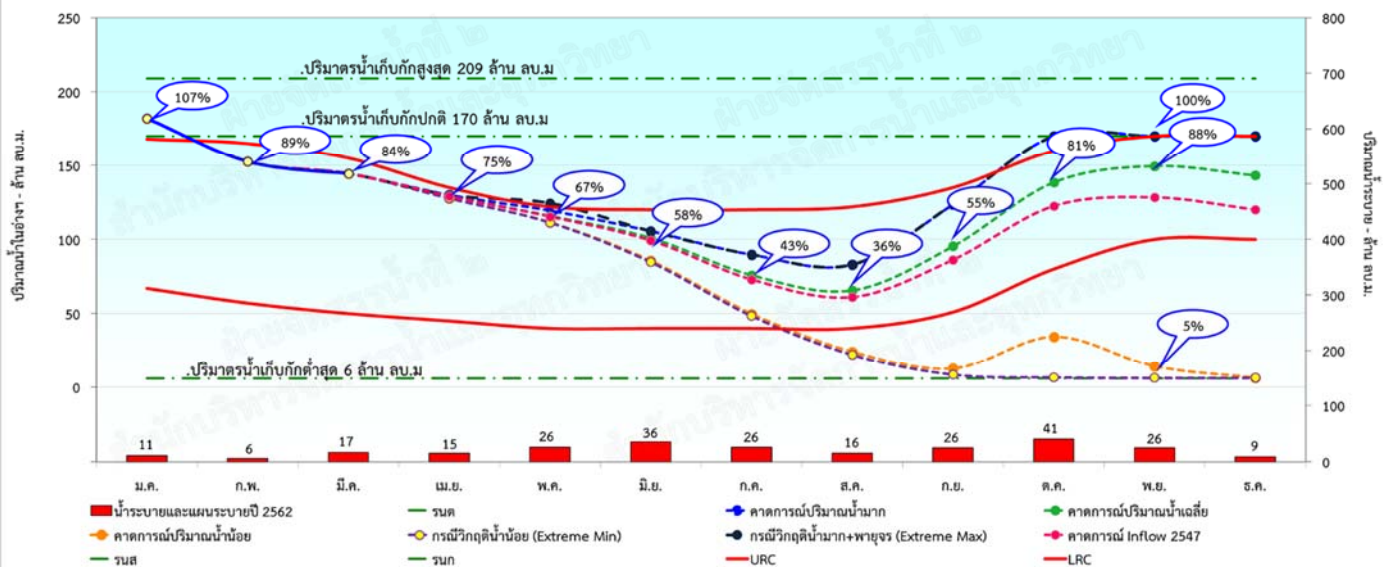 250
200
150
100
50
0
800
700
600
500
400
300
200
100
0
ปริมาณน้ำในอ่างฯ - ล้าน ลบ.ม.
ปริมาณน้ำระบาย - ล้าน ลบ.ม.
.ปริมาตรน้ำเก็บกักสูงสุด 209 ล้าน ลบ.ม
.ปริมาตรน้ำเก็บกักปกติ 170 ล้าน ลบ.ม
.ปริมาตรน้ำเก็บกักต่ำสุด 6 ล้าน ลบ.ม
107%
89%
84%
75%
67%
58%
43%
36%
55%
81%
100%
88%
5%
11 6 17 15 26 36 26 16 26 41 26 9
ม.ค. ก.พ. มี.ค. เม.ย. พ.ค. มิ.ย. ก.ค. ส.ค. ก.ย. ต.ค. พ.ย. ธ.ค.
น้ำระบายและแผนระบายปี 2562 รนต คาดการณ์ปริมาณน้ำมาก คาดการณ์ปริมาณน้ำเฉลี่ย
คาดการณ์ปริมาณน้ำน้อย กรณีวิกฤติน้ำน้อย (Extreme Min) กรณีวิกฤติน้ำมาก+พายุจร (Extreme Max) คาดการณ์ Inflow 2547
รนส รนก URC LRC